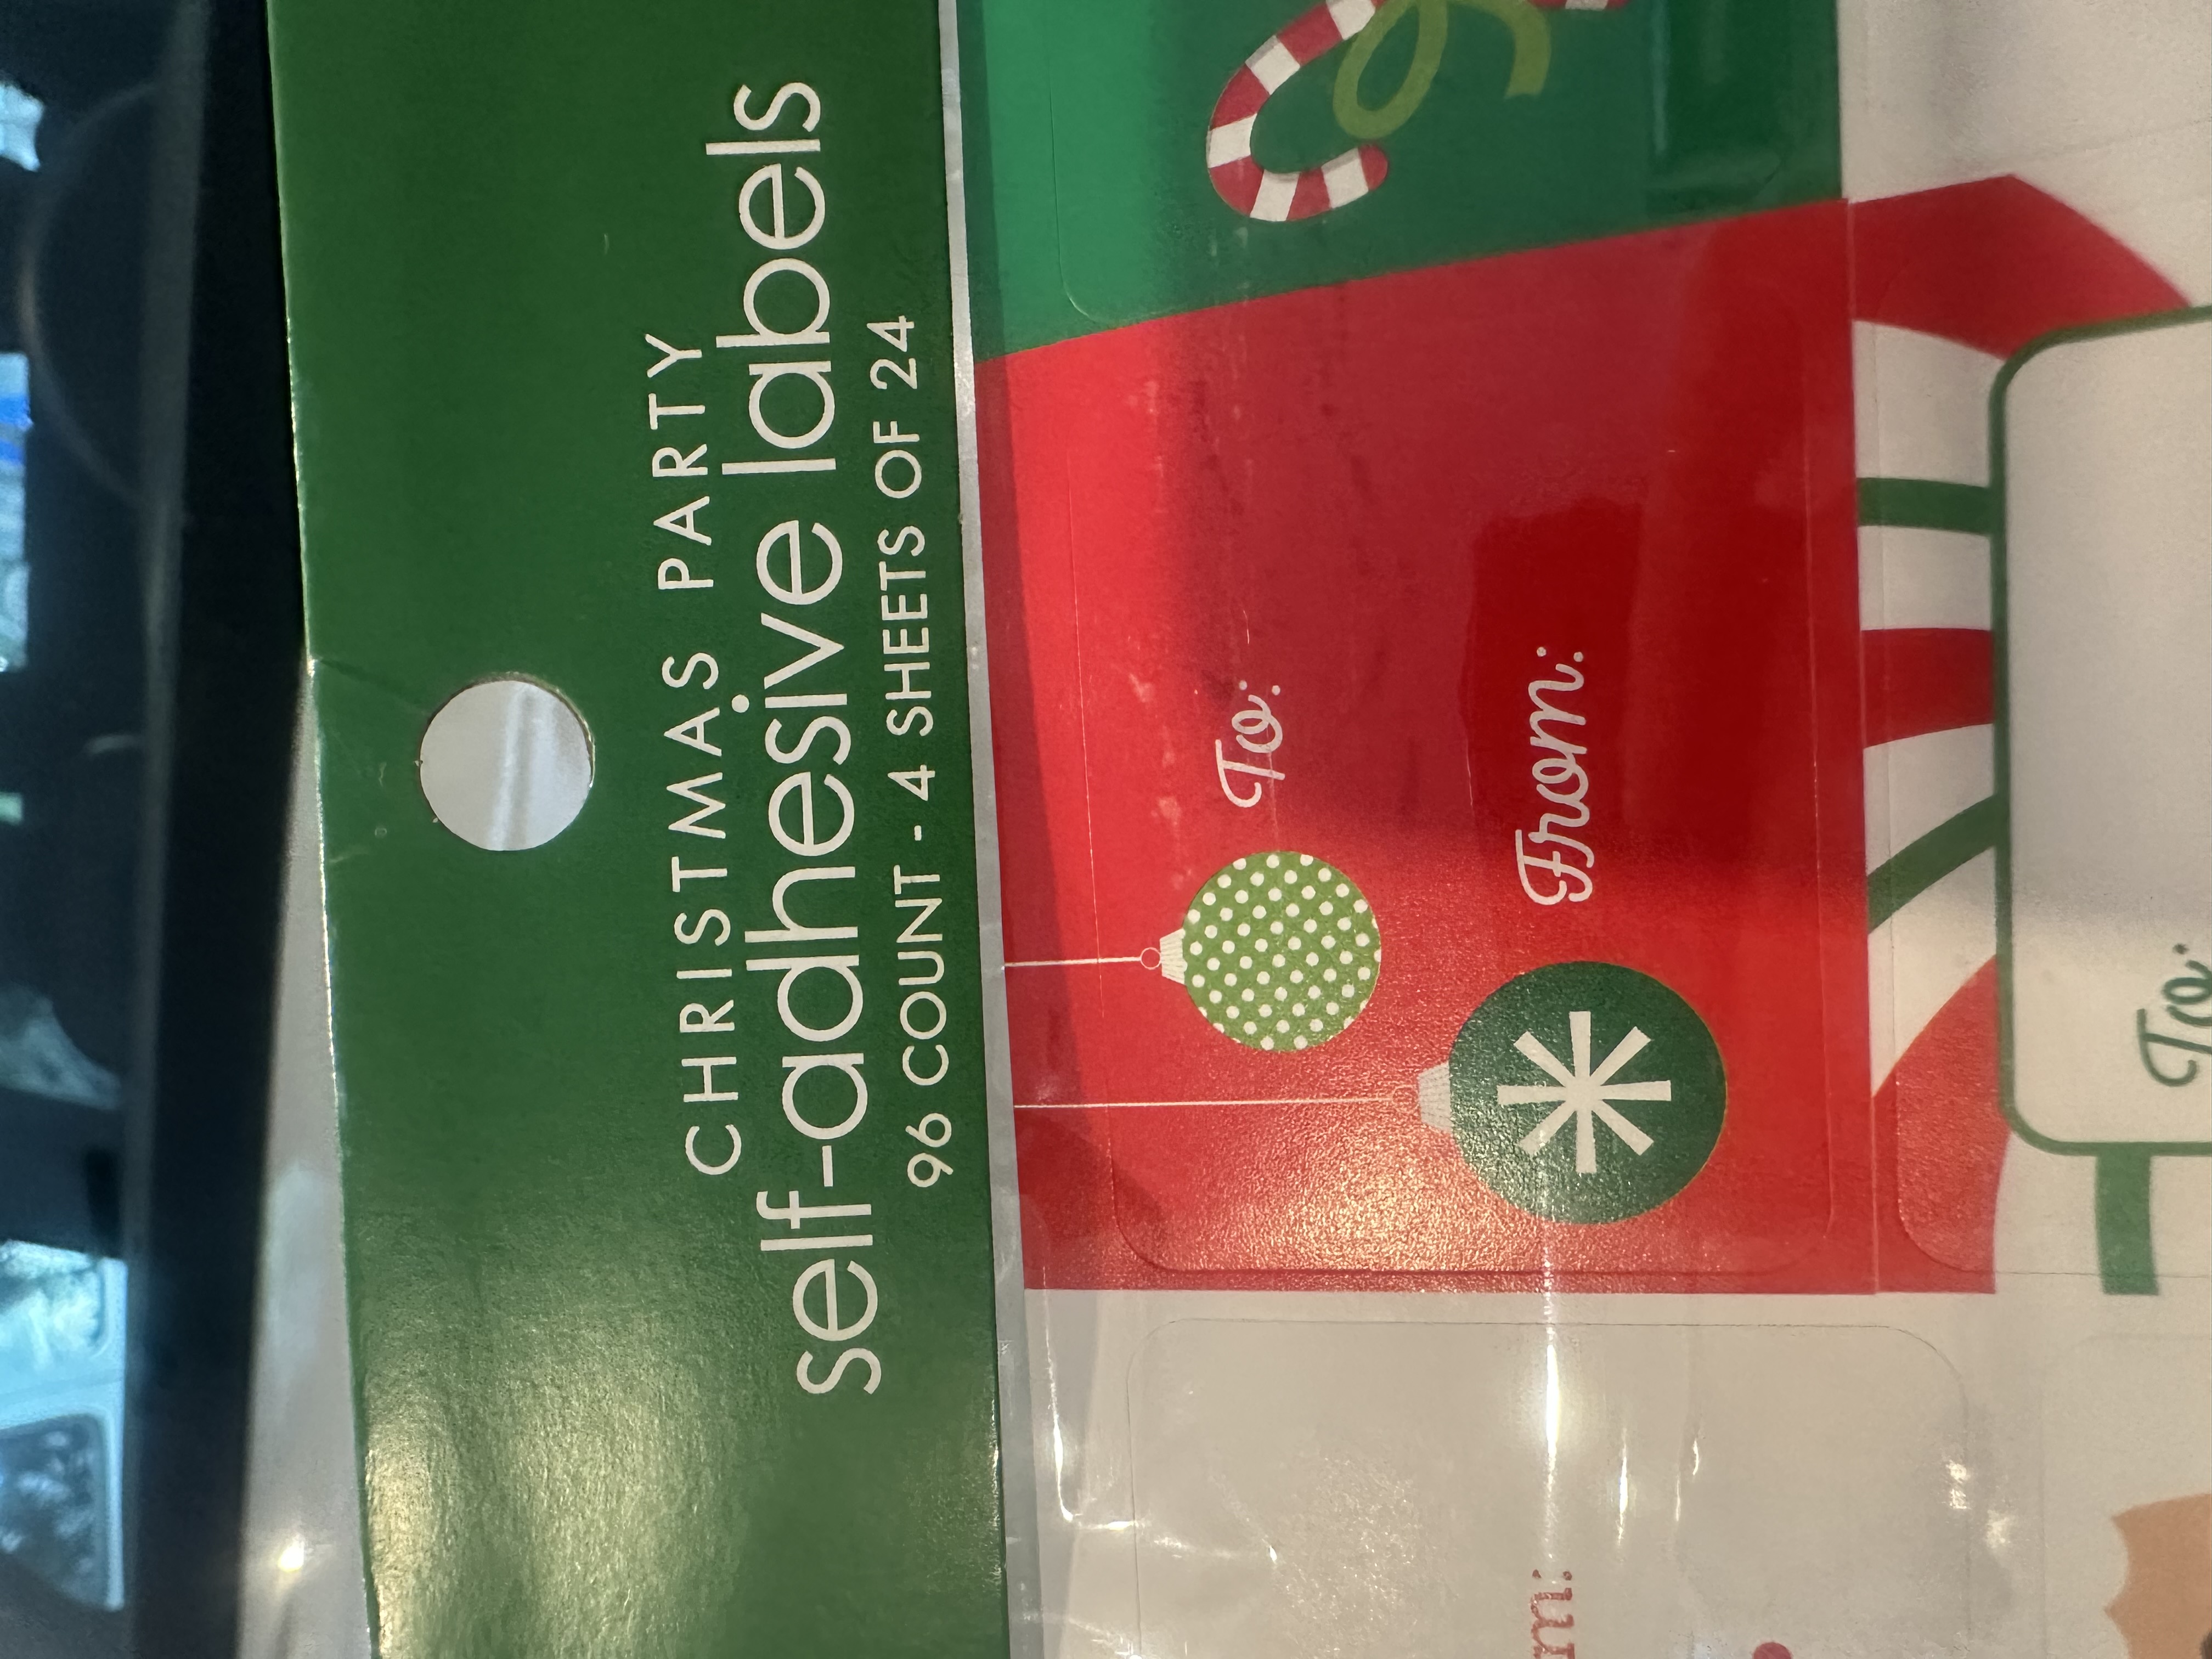 CHRISTMAS PARTY
self-adhesive labels
96 COUNT - 4 SHEETS OF 24
To:
From:
To: